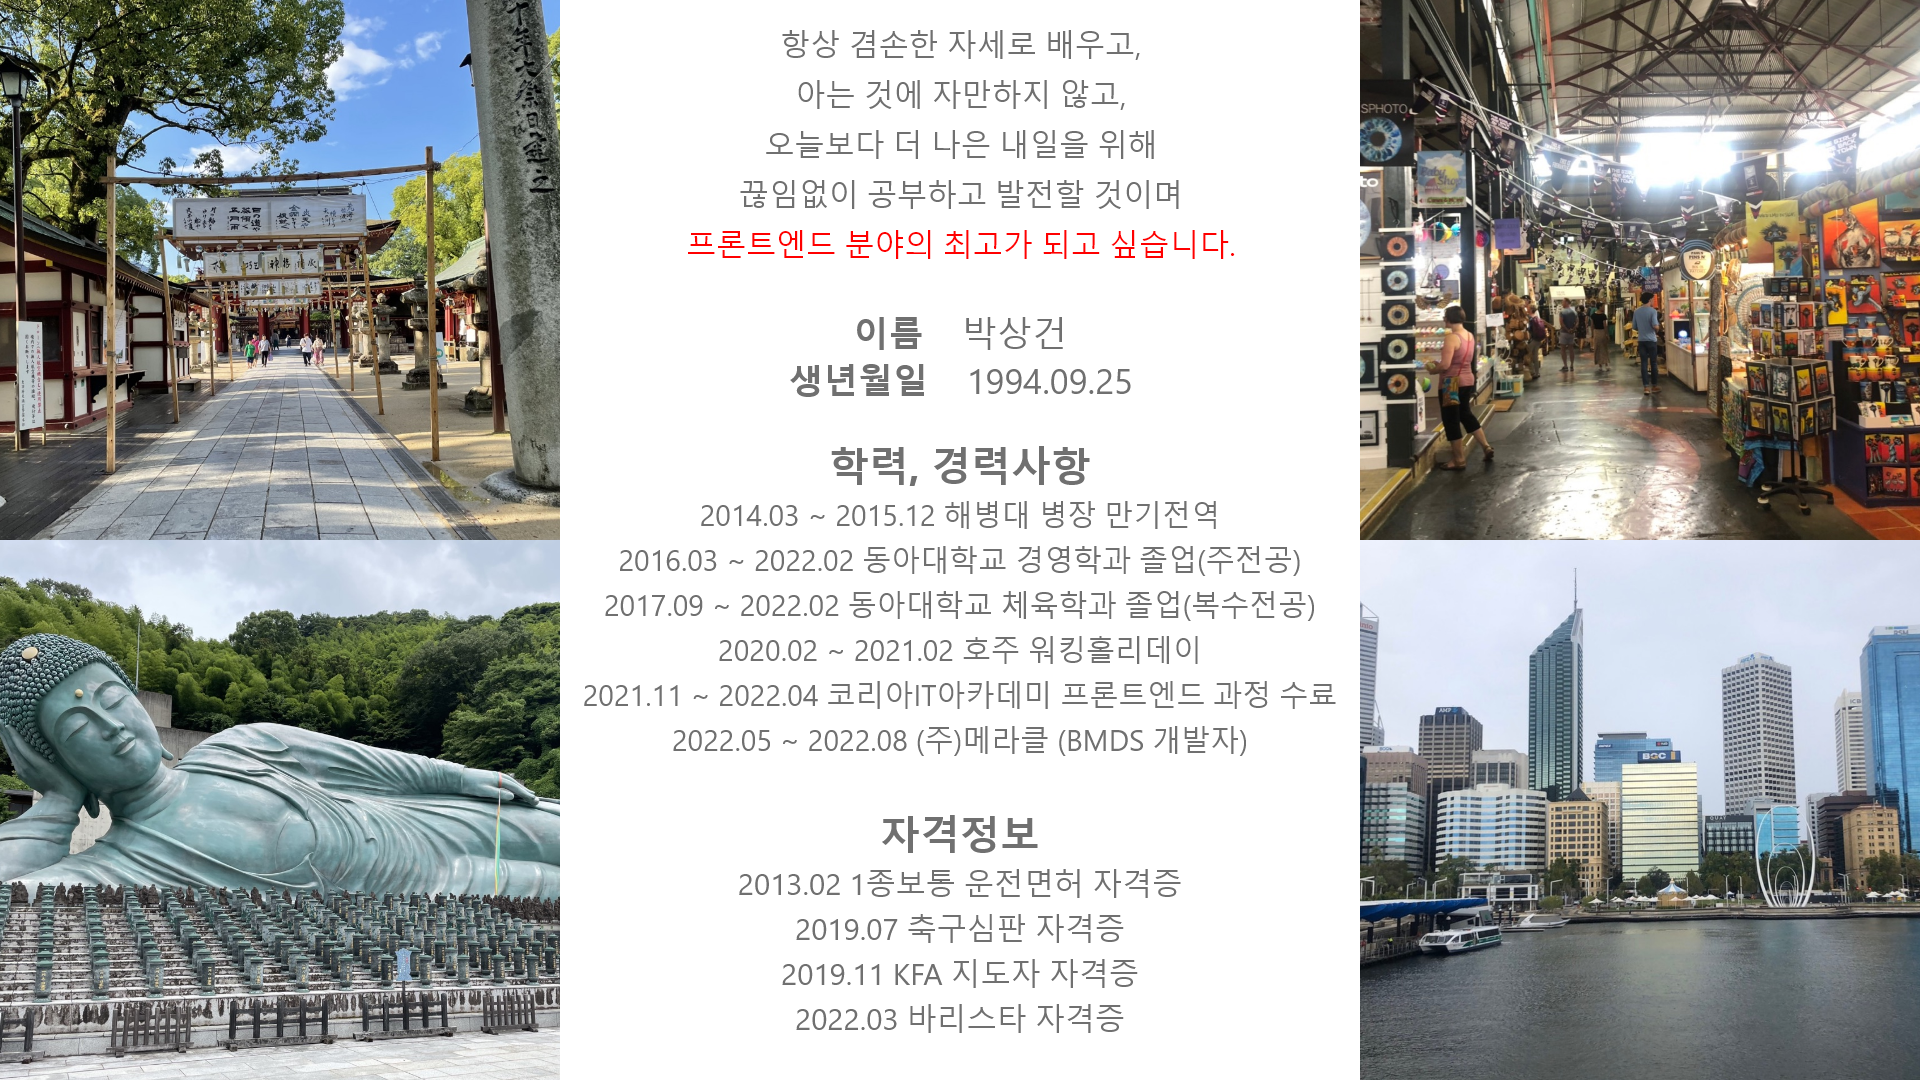 항상 겸손한 자세로 배우고,
아는 것에 자만하지 않고,
오늘보다 더 나은 내일을 위해
끊임없이 공부하고 발전할 것이며
프론트엔드 분야의 최고가 되고 싶습니다.
이름 박상건
생년월일 1994.09.25
학력, 경력사항
2014.03 ~ 2015.12 해병대 병장 만기전역
2016.03 ~ 2022.02 동아대학교 경영학과 졸업(주전공)
2017.09 ~ 2022.02 동아대학교 체육학과 졸업(복수전공)
2020.02 ~ 2021.02 호주 워킹홀리데이
2021.11 ~ 2022.04 코리아IT아카데미 프론트엔드 과정 수료
2022.05 ~ 2022.08 (주)메라클 (BMDS 개발자)
자격정보
2013.02 1종보통 운전면허 자격증
2019.07 축구심판 자격증
2019.11 KFA 지도자 자격증
2022.03 바리스타 자격증
SPHOTO
BGC